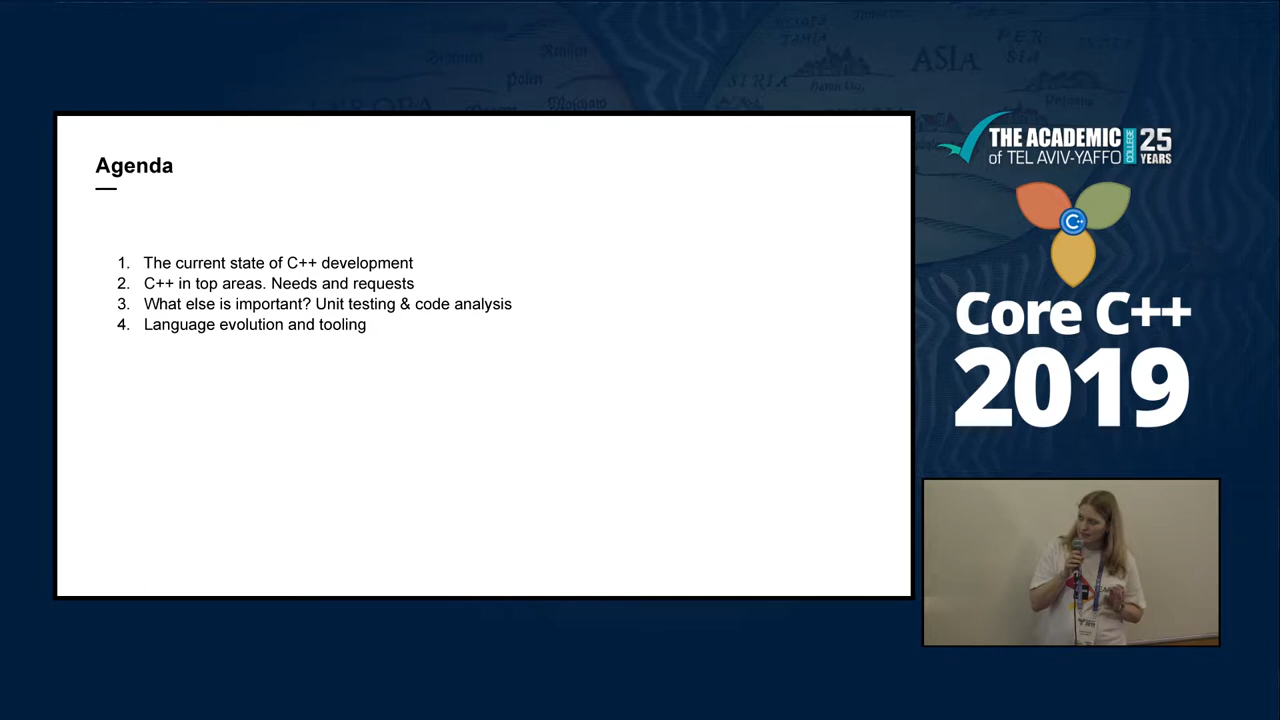 Agenda
1. The current state of C++ development
2. C++ in top areas. Needs and requests
3. What else is important? Unit testing & code analysis
4. Language evolution and tooling
THE ACADEMIC
of TEL AVIV-YAFFO
COLLEGE
25
YEARS
C++
Core C++
2019
ASIA
SIRIA